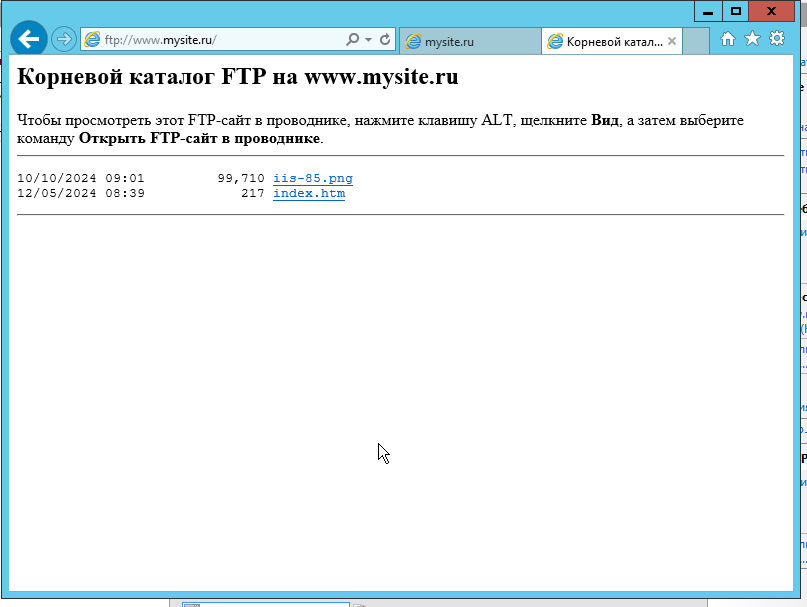 ftp://www.mysite.ru/
mysite.ru
Корневой катал...
Корневой каталог FTP на www.mysite.ru
Чтобы просмотреть этот FTP-сайт в проводнике, нажмите клавишу ALT, щелкните Вид, а затем выберите
команду Открыть FTP-сайт в проводнике.
10/10/2024 09:01 99,710 iis-85.png
12/05/2024 08:39 217 index.htm